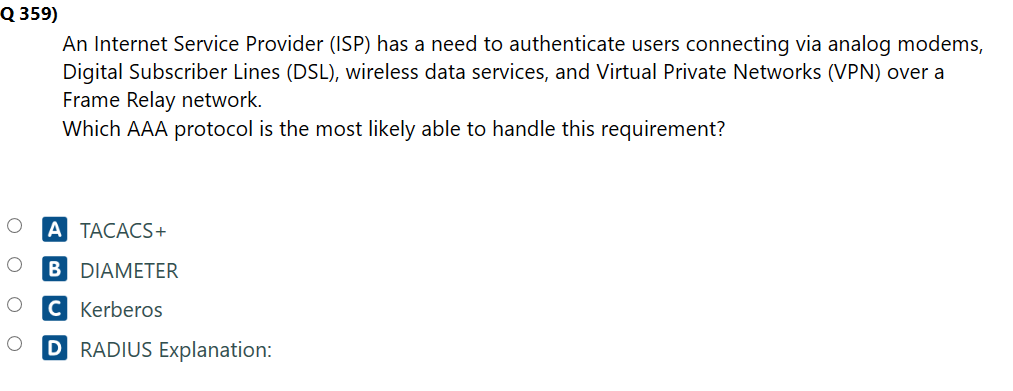 Q 359)
An Internet Service Provider (ISP) has a need to authenticate users connecting via analog modems,
Digital Subscriber Lines (DSL), wireless data services, and Virtual Private Networks (VPN) over a
Frame Relay network.
Which AAA protocol is the most likely able to handle this requirement?
A TACACS+
B DIAMETER
C Kerberos
D RADIUS Explanation: